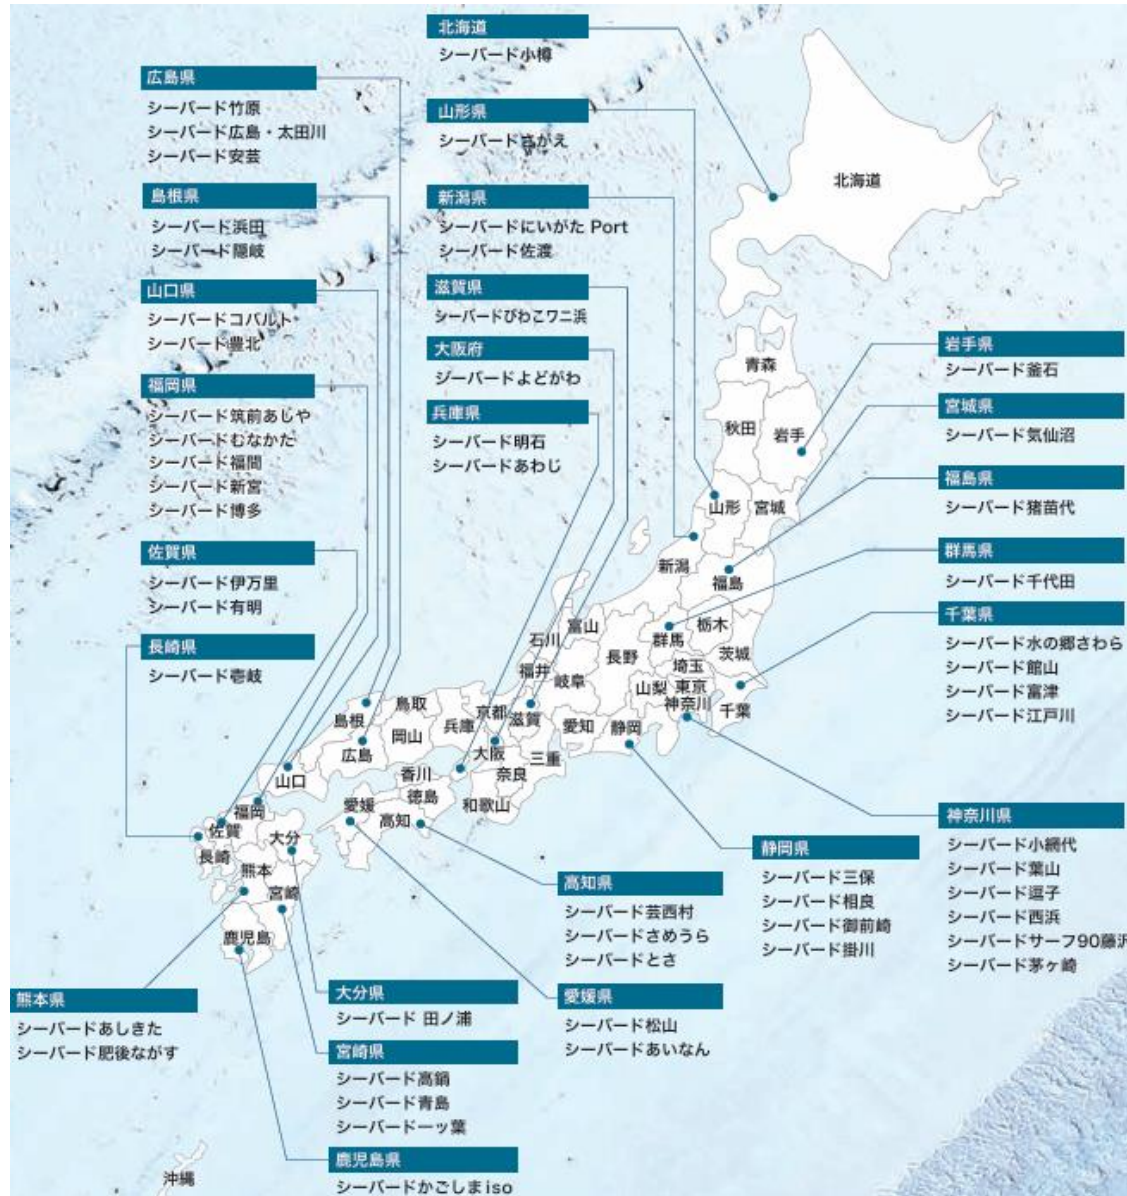 北海道
シーバード小樽
山形県
シーバードさがえ
新潟県
シーバードにいがた Port
シーバード佐渡
滋賀県
シーバードびわこワニ浜
大阪府
シーバードよどがわ
兵庫県
シーバード明石
シーバードあわじ
広島県
シーバード竹原
シーバード広島・太田川
シーバード安芸
島根県
シーバード浜田
シーバード隠岐
山口県
シーバードコバルト
シーバード豊北
福岡県
シーバード筑前あしや
シーバードむなかた
シーバード福間
シーバード新宮
シーバード博多
佐賀県
シーバード伊万里
シーバード有明
長崎県
シーバード壱岐
岩手県
シーバード釜石
宮城県
シーバード気仙沼
福島県
シーバード猪苗代
群馬県
シーバード千代田
千葉県
シーバード水の郷さわら
シーバード館山
シーバード富津
シーバード江戸川
神奈川県
シーバード小網代
シーバード葉山
シーバード逗子
シーバード西浜
シーバードサーフ90藤沢
シーバード茅ヶ崎
静岡県
シーバード三保
シーバード相良
シーバード御前崎
シーバード掛川
高知県
シーバード芸西村
シーバードさめうら
シーバードとさ
愛媛県
シーバード松山
シーバードあいなん
熊本県
シーバードあしきた
シーバード肥後ながす
大分県
シーバード 田ノ浦
宮崎県
シーバード高鍋
シーバード青島
シーバード一ッ葉
鹿児島県
シーバードかごしまiso
北海道
青森
秋田
岩手
山形
宮城
新潟
福島
富山
石川
群馬
栃木
福井
長野
茨城
岐阜
埼玉
山梨
東京
神奈川
千葉
鳥取
島根
京都
滋賀
愛知
静岡
兵庫
岡山
広島
大阪
三重
奈良
山口
香川
徳島
和歌山
愛媛
高知
福岡
佐賀
大分
長崎
熊本
宮崎
鹿児島
沖縄